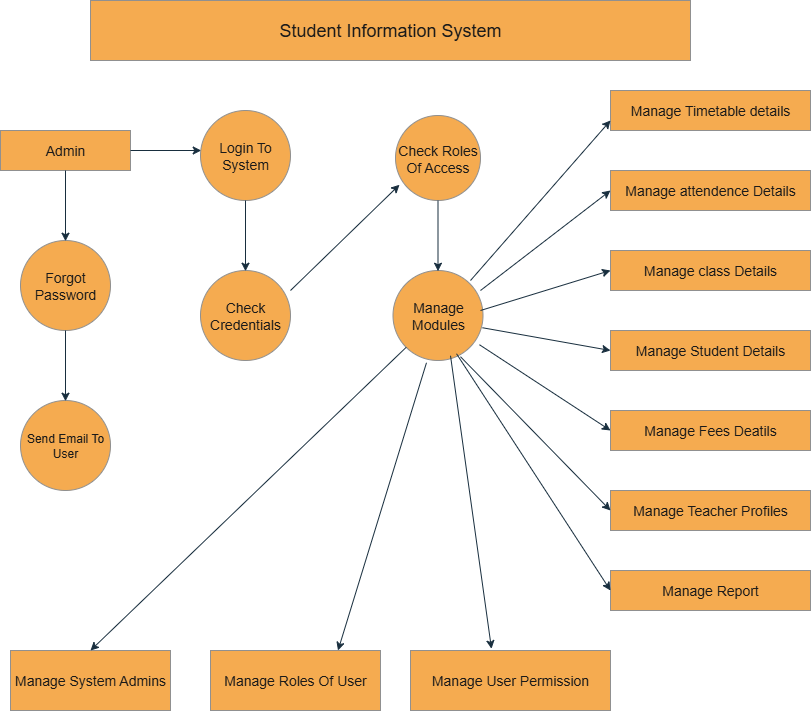 Student Information System
Admin
Login To
System
Check Roles
Of Access
Manage Timetable details
Manage attendence Details
Forgot
Password
Check
Credentials
Manage
Modules
Manage class Details
Manage Student Details
Send Email To
User
Manage Fees Deatils
Manage Teacher Profiles
Manage Report
Manage System Admins
Manage Roles Of User
Manage User Permission